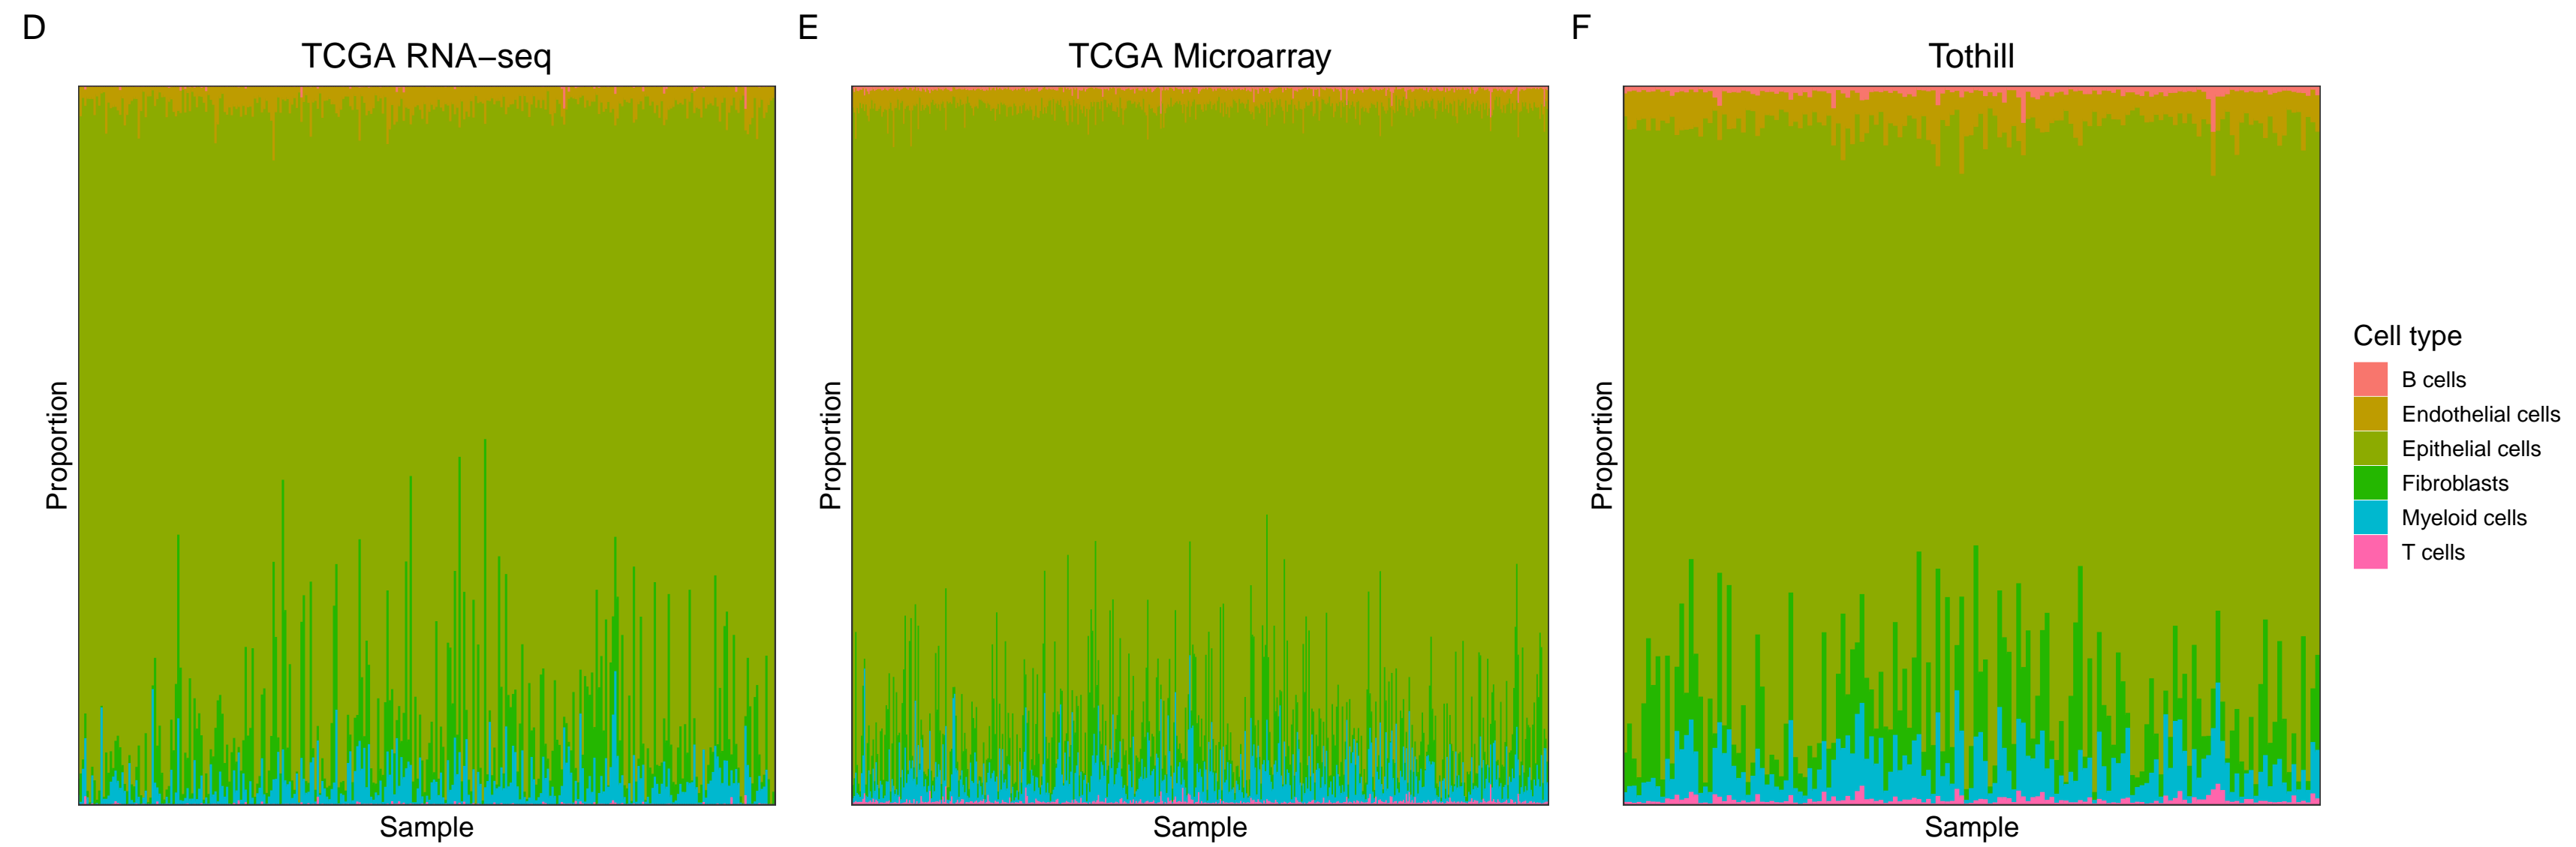 D
TCGA RNA−seq
Proportion
Sample
E
TCGA Microarray
Proportion
Sample
F
Tothill
Proportion
Sample
Cell type
B cells
Endothelial cells
Epithelial cells
Fibroblasts
Myeloid cells
T cells